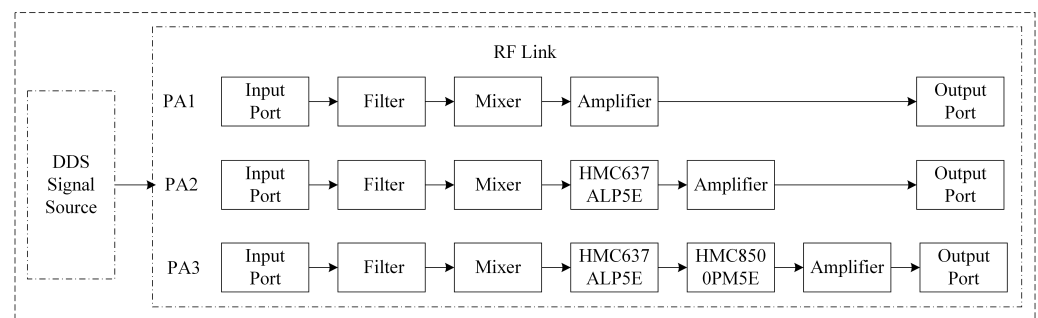 RF Link
DDS
Signal
Source
PA1
Input
Port
Filter
Mixer
Amplifier
Output
Port
PA2
Input
Port
Filter
Mixer
HMC637
ALP5E
Amplifier
Output
Port
PA3
Input
Port
Filter
Mixer
HMC637
ALP5E
HMC850
0PM5E
Amplifier
Output
Port